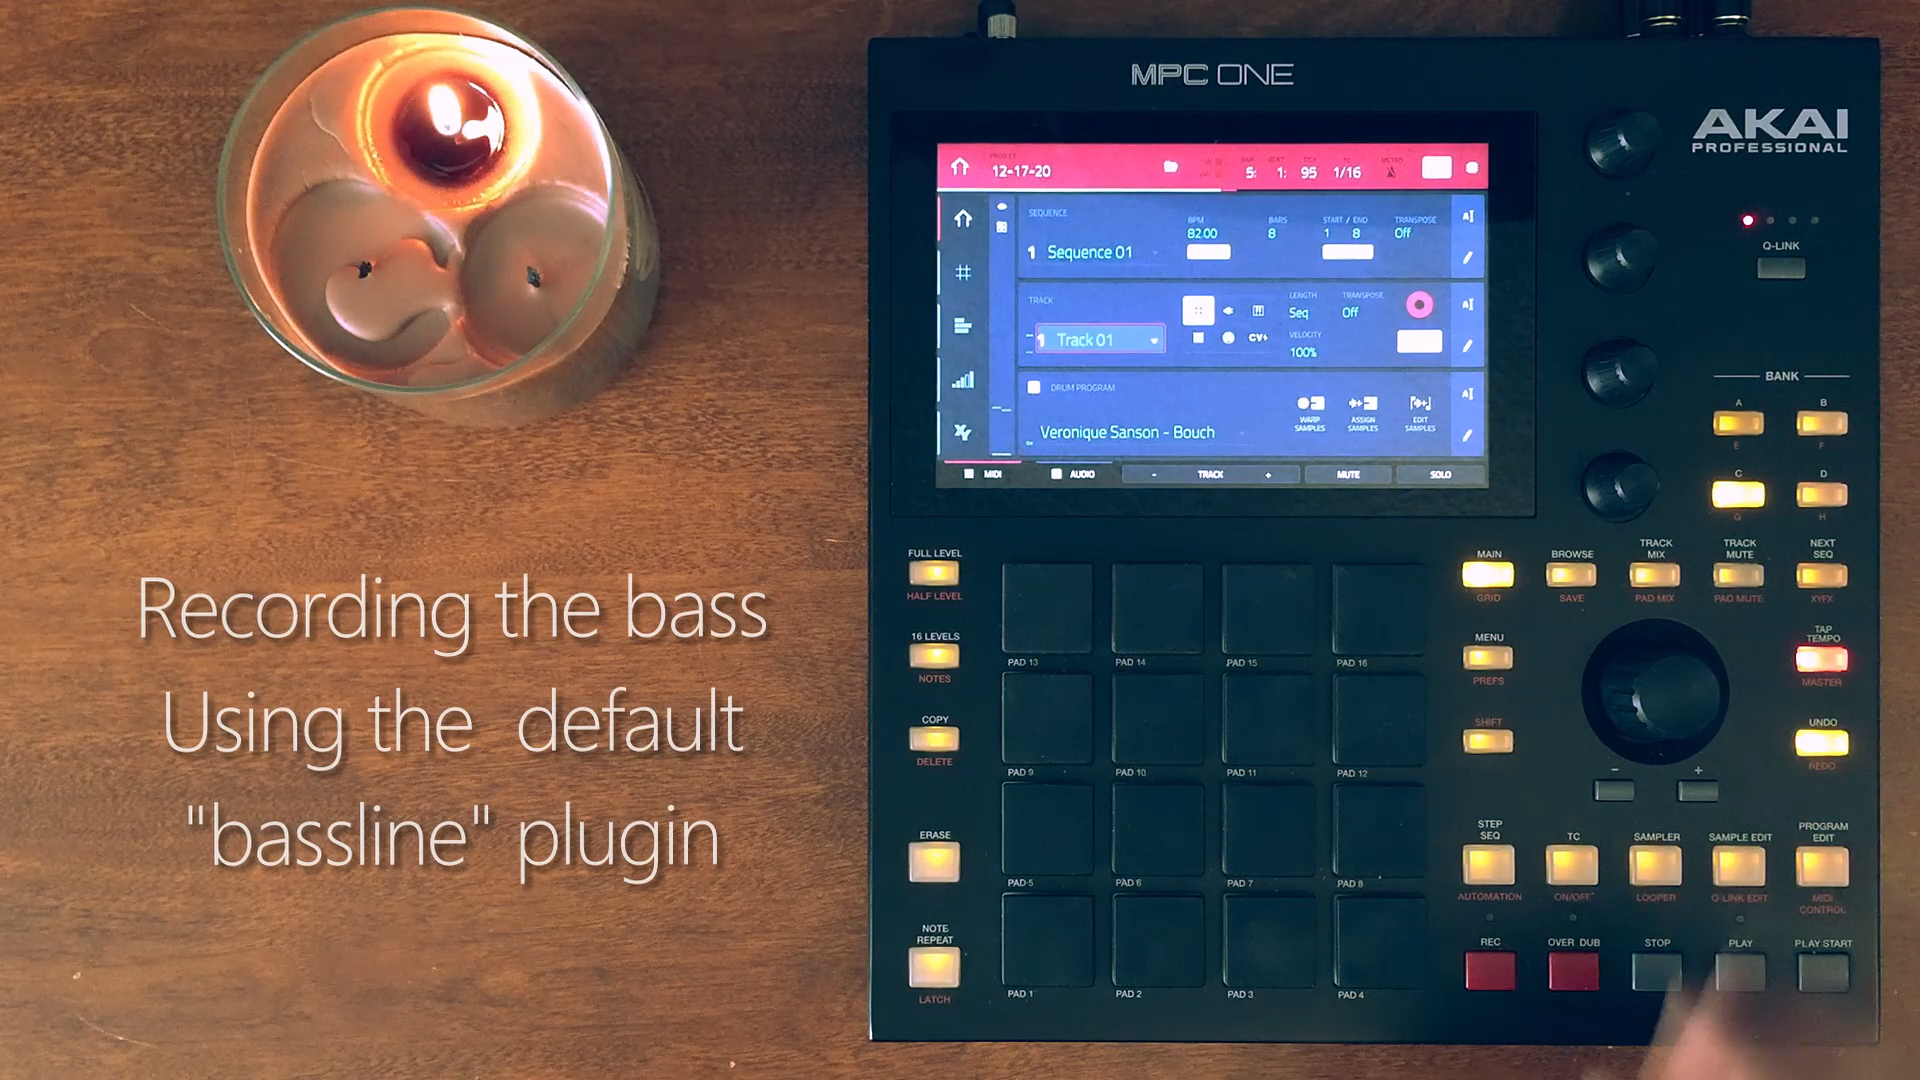 Recording the bass
Using the default
"bassline" plugin
MPC ONE
AKAI
PROFESSIONAL
PROJECT
12-17-20
BAR BEAT TC METRO
5: 1: 95 1/16
SEQUENCE
BPM BARS START / END TRANSPOSE
82.00 8 1 8 Off
1 Sequence 01
TRACK
LENGTH TRANSPOSE
Seq Off
1 Track 01
CV+
VELOCITY
100%
DRUM PROGRAM
WARP SAMPLES
ASSIGN SAMPLES
EDIT SAMPLES
Veronique Sanson - Bouch
MIDI AUDIO - TRACK + MUTE SOLO
Q-LINK
BANK
A B
E F
C D
G H
FULL LEVEL
HALF LEVEL
16 LEVELS
NOTES
COPY
DELETE
ERASE
NOTE
REPEAT
LATCH
PAD 13 PAD 14 PAD 15 PAD 16
PAD 9 PAD 10 PAD 11 PAD 12
PAD 5 PAD 6 PAD 7 PAD 8
PAD 1 PAD 2 PAD 3 PAD 4
MAIN
GRID
BROWSE
SAVE
TRACK
MIX
PAD MIX
TRACK
MUTE
PAD MUTE
NEXT
SEQ
XYFX
MENU
PREFS
SHIFT
TAP
TEMPO
MASTER
UNDO
REDO
- +
STEP
SEQ
AUTOMATION
TC
ON/OFF
SAMPLER
LOOPER
SAMPLE EDIT
Q-LINK EDIT
PROGRAM
EDIT
MIDI
CONTROL
REC OVER DUB STOP PLAY PLAY START